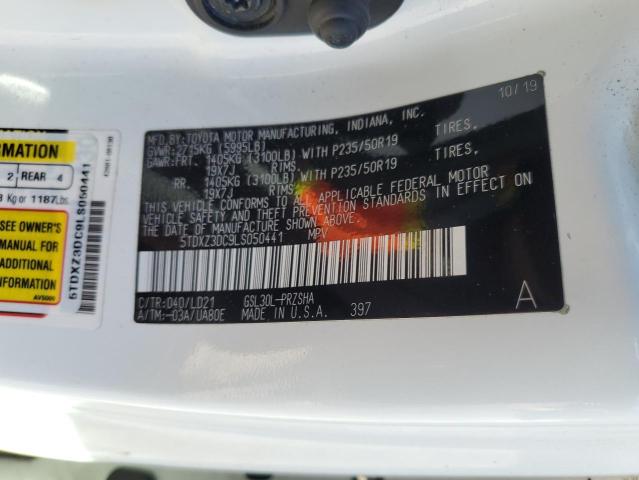 10/19
MFD.BY:TOYOTA MOTOR MANUFACTURING, INDIANA, INC.
GVWR: 2715KG (5995LB)
GAWR:FRT. 1405KG (3100LB) WITH P235/50R19 TIRES,
19X7J RIMS
RR. 1405KG (3100LB) WITH P235/50R19 TIRES,
19X7J RIMS
THIS VEHICLE CONFORMS TO ALL APPLICABLE FEDERAL MOTOR
VEHICLE SAFETY AND THEFT PREVENTION STANDARDS IN EFFECT ON
THE DATE OF MANUFACTURE SHOWN ABOVE.
5TDXZ3DC9LS050441 MPV
C/TR:040/LD21 GSL30L-PRZSHA
A/TM:-03A/UA80E MADE IN U.S.A. 397
A
RMATION
2 REAR 4
Kg or 1187Lbs.
SEE OWNER'S
MANUAL FOR
ADDITIONAL
INFORMATION
5TDXZ3DC9LS050441